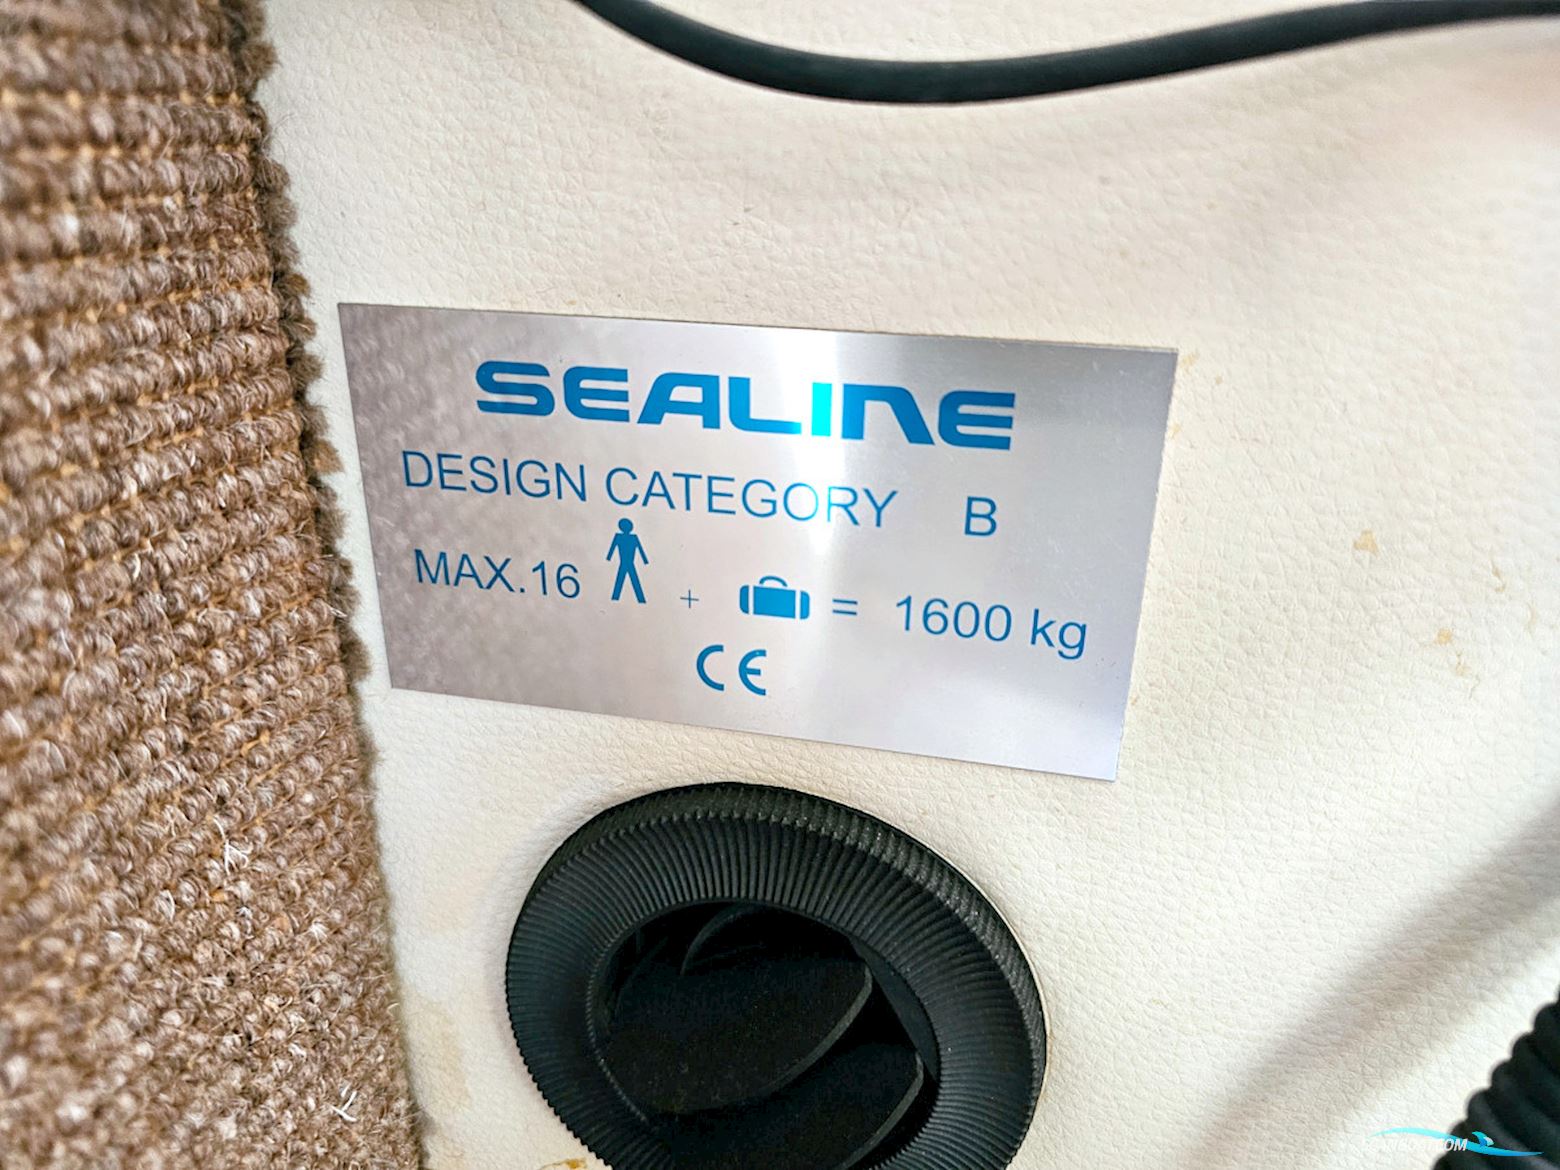 SEALINE
DESIGN CATEGORY B
MAX.16 + = 1600 kg
CE